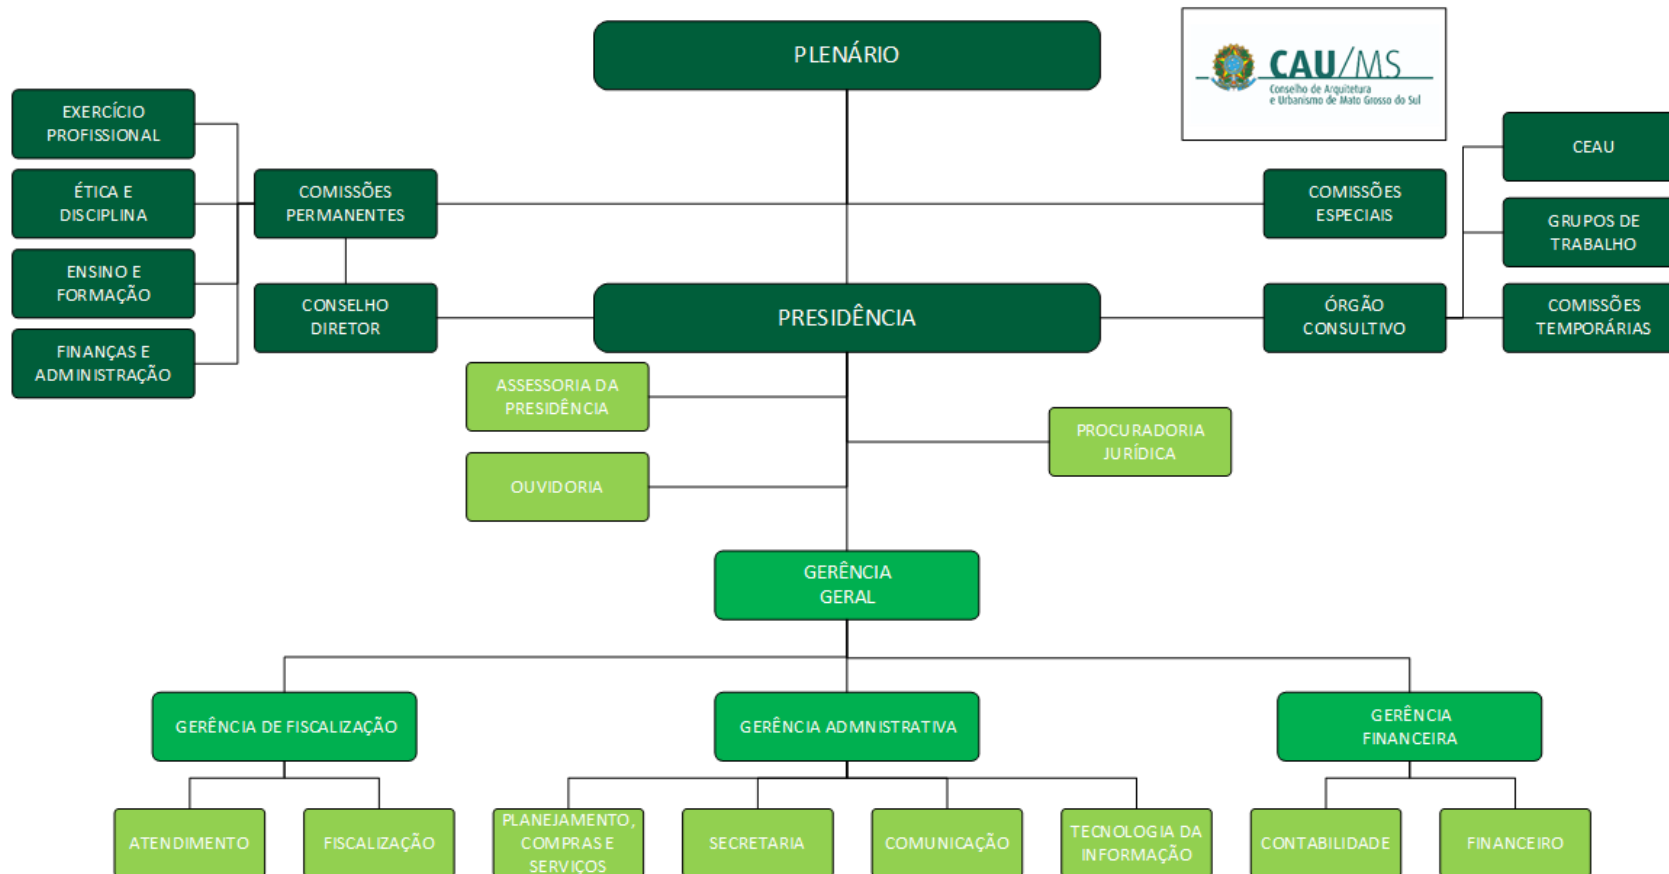 PLENÁRIO
CAU/MS
Conselho de Arquitetura
e Urbanismo de Mato Grosso do Sul
EXERCÍCIO
PROFISSIONAL
ÉTICA E
DISCIPLINA
ENSINO E
FORMAÇÃO
FINANÇAS E
ADMINISTRAÇÃO
COMISSÕES
PERMANENTES
CONSELHO
DIRETOR
PRESIDÊNCIA
COMISSÕES
ESPECIAIS
ÓRGÃO
CONSULTIVO
CEAU
GRUPOS DE
TRABALHO
COMISSÕES
TEMPORÁRIAS
ASSESSORIA DA
PRESIDÊNCIA
PROCURADORIA
JURÍDICA
OUVIDORIA
GERÊNCIA
GERAL
GERÊNCIA DE FISCALIZAÇÃO
GERÊNCIA ADMNISTRATIVA
GERÊNCIA
FINANCEIRA
ATENDIMENTO
FISCALIZAÇÃO
PLANEJAMENTO,
COMPRAS E
SERVIÇOS
SECRETARIA
COMUNICAÇÃO
TECNOLOGIA DA
INFORMAÇÃO
CONTABILIDADE
FINANCEIRO